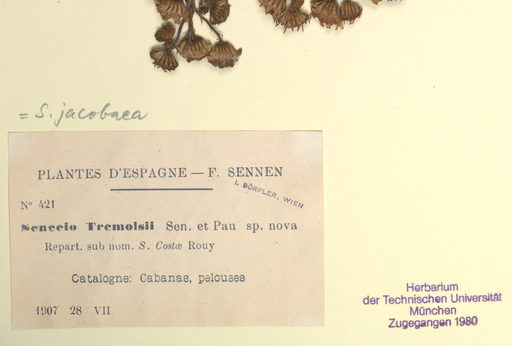 = S. jacobaea
PLANTES D'ESPAGNE — F. SENNEN
I. DÖRFLER, WIEN
N° 421
Senecio Tremolsii Sen. et Pau sp. nova
Repart. sub nom. S. Costæ Rouy
Catalogne: Cabanas, pelouses
1907 28 VII
Herbarium
der Technischen Universität
München
Zugegangen 1980